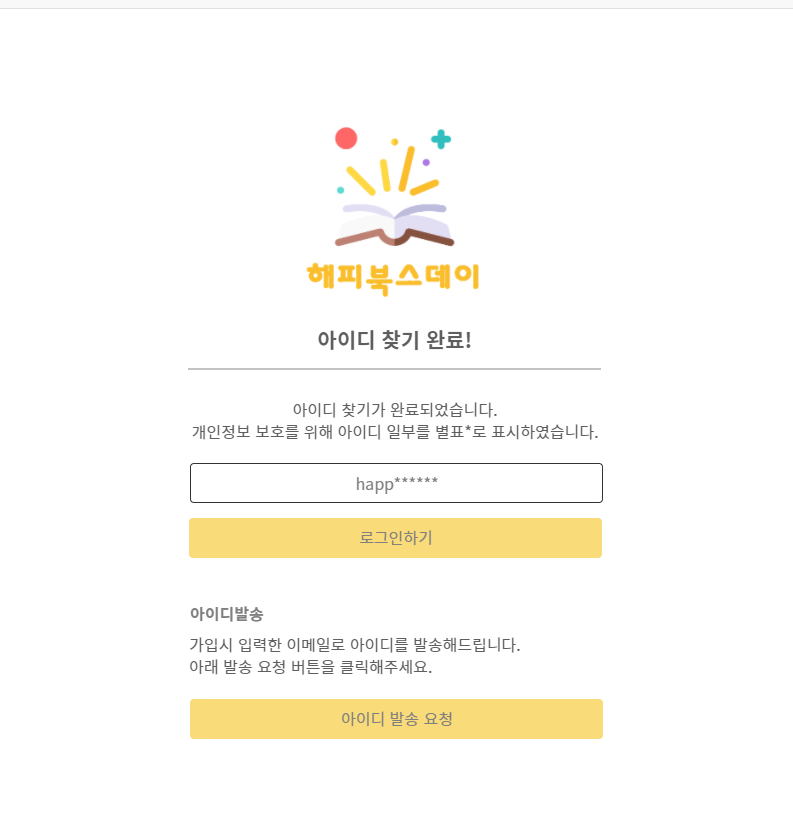 해피북스데이
아이디 찾기 완료!
아이디 찾기가 완료되었습니다.
개인정보 보호를 위해 아이디 일부를 별표*로 표시하였습니다.
happ******
로그인하기
아이디발송
가입시 입력한 이메일로 아이디를 발송해드립니다.
아래 발송 요청 버튼을 클릭해주세요.
아이디 발송 요청